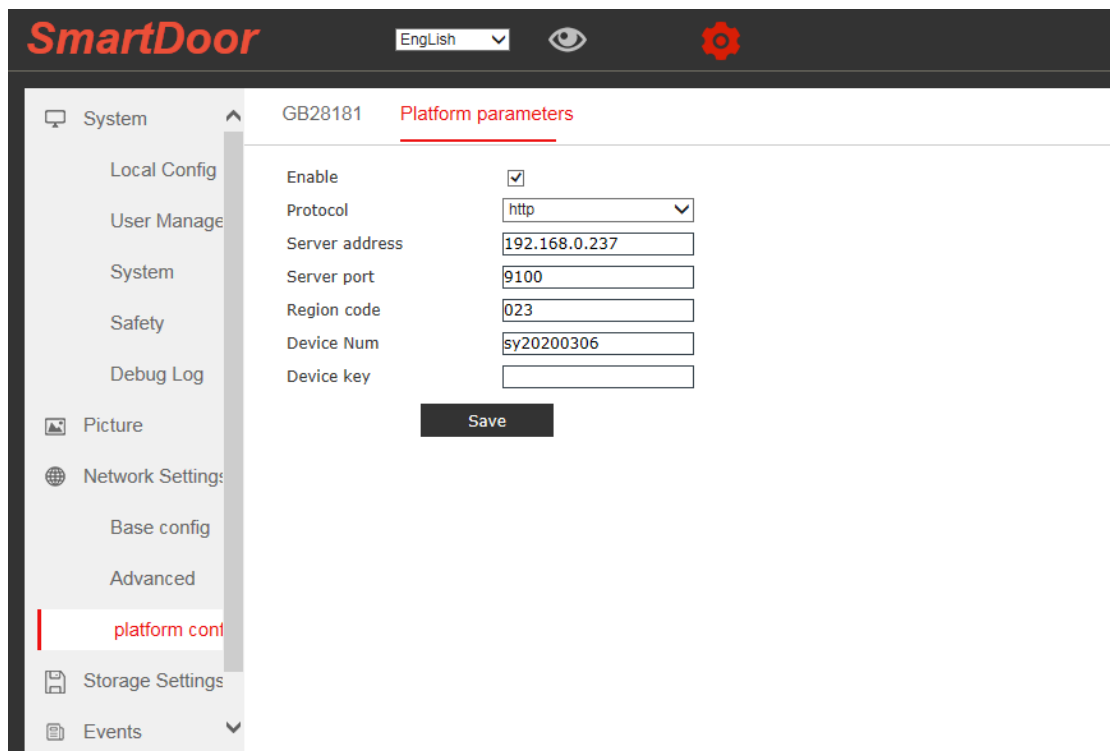 SmartDoor
EngLish
System
Local Config
User Manage
System
Safety
Debug Log
Picture
Network Settings
Base config
Advanced
platform conf
Storage Settings
Events
GB28181 Platform parameters
Enable
Protocol http
Server address 192.168.0.237
Server port 9100
Region code 023
Device Num sy20200306
Device key
Save